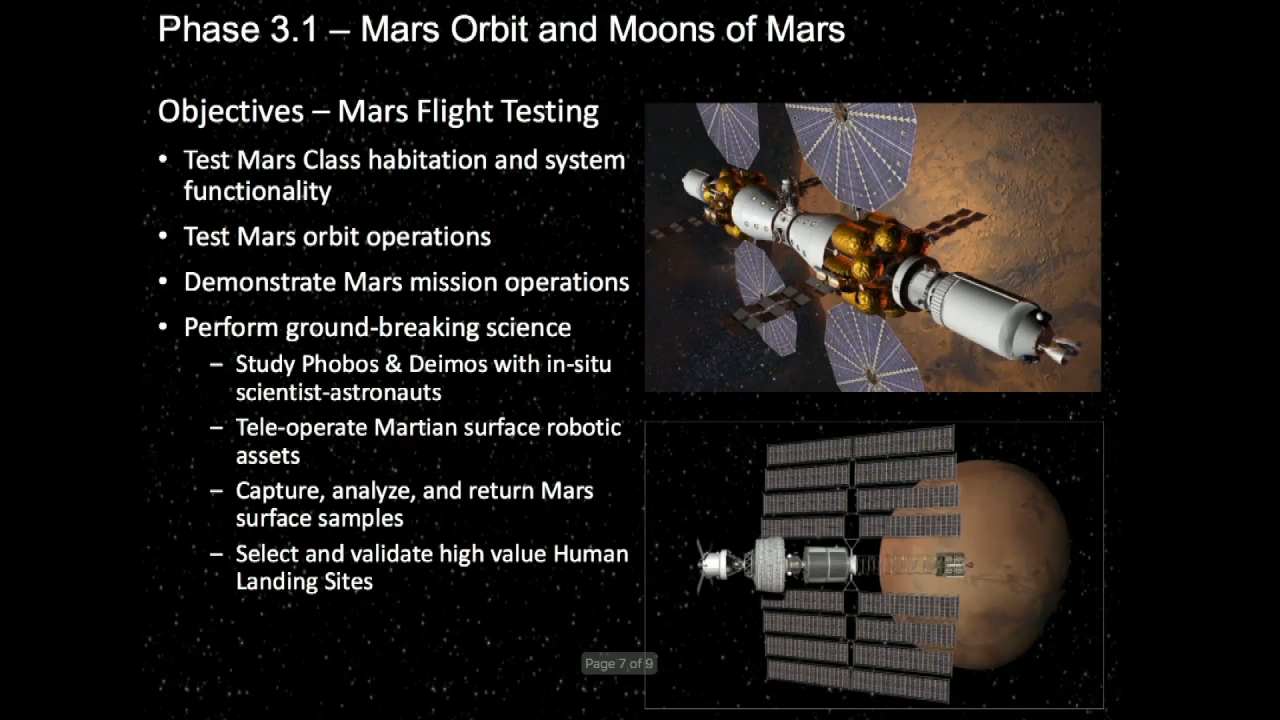 Phase 3.1 – Mars Orbit and Moons of Mars
Objectives – Mars Flight Testing
• Test Mars Class habitation and system
functionality
• Test Mars orbit operations
• Demonstrate Mars mission operations
• Perform ground-breaking science
– Study Phobos & Deimos with in-situ
scientist-astronauts
– Tele-operate Martian surface robotic
assets
– Capture, analyze, and return Mars
surface samples
– Select and validate high value Human
Landing Sites
Page 7 of 9